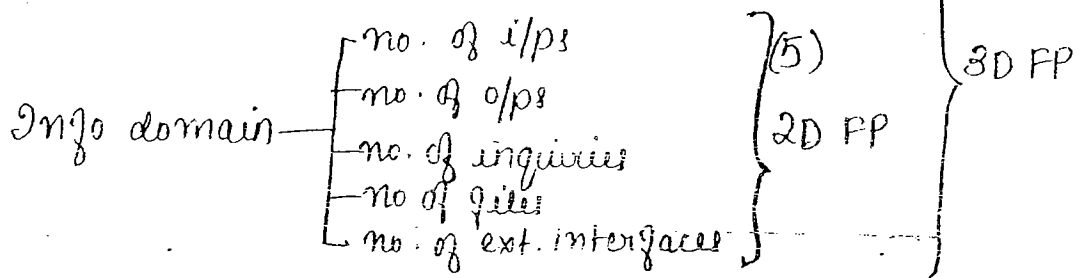 no. of i/ps
no. of o/ps
Info domain
no. of inquiries
no of files
no. of ext. interfaces
(5)
2D FP
3D FP